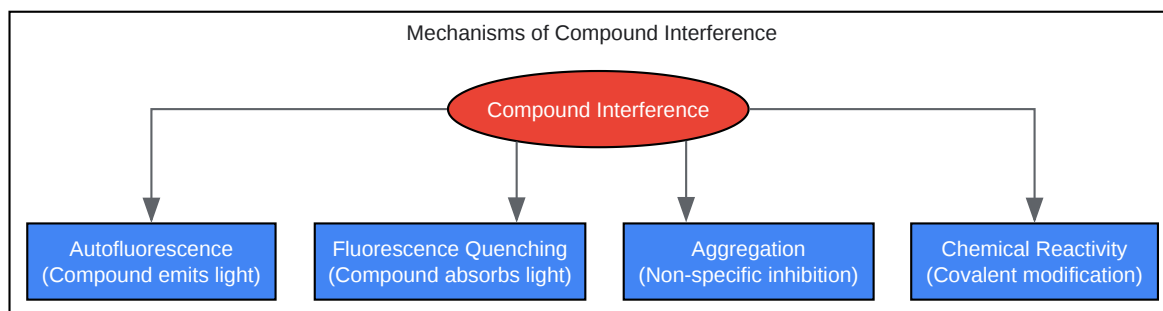 Mechanisms of Compound Interference
Compound Interference
Autofluorescence
(Compound emits light)
Fluorescence Quenching
(Compound absorbs light)
Aggregation
(Non-specific inhibition)
Chemical Reactivity
(Covalent modification)